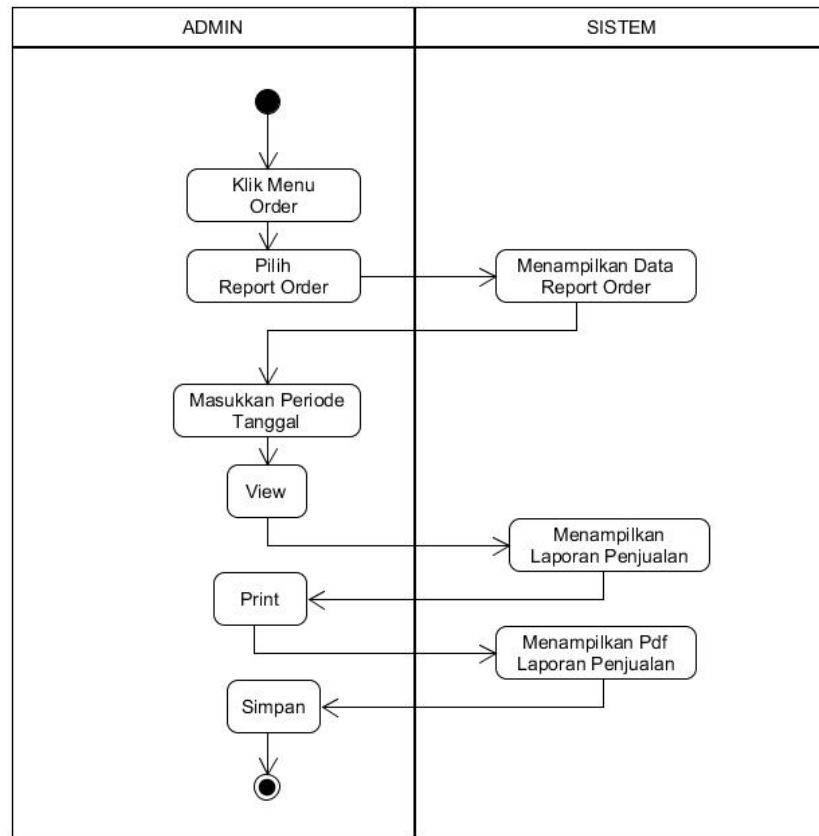 ADMIN
SISTEM
Klik Menu
Order
Pilih
Report Order
Menampilkan Data
Report Order
Masukkan Periode
Tanggal
View
Menampilkan
Laporan Penjualan
Print
Menampilkan Pdf
Laporan Penjualan
Simpan